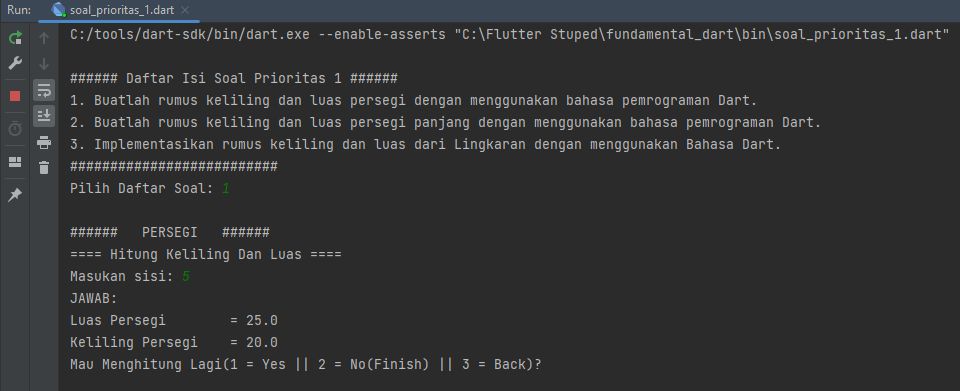 Run: soal_prioritas_1.dart
C:/tools/dart-sdk/bin/dart.exe --enable-asserts "C:\Flutter Stuped\fundamental_dart\bin\soal_prioritas_1.dart"
###### Daftar Isi Soal Prioritas 1 ######
1. Buatlah rumus keliling dan luas persegi dengan menggunakan bahasa pemrograman Dart.
2. Buatlah rumus keliling dan luas persegi panjang dengan menggunakan bahasa pemrograman Dart.
3. Implementasikan rumus keliling dan luas dari Lingkaran dengan menggunakan Bahasa Dart.
##########################
Pilih Daftar Soal: 1
######   PERSEGI   ######
==== Hitung Keliling Dan Luas ====
Masukan sisi: 5
JAWAB:
Luas Persegi        = 25.0
Keliling Persegi    = 20.0
Mau Menghitung Lagi(1 = Yes || 2 = No(Finish) || 3 = Back)?